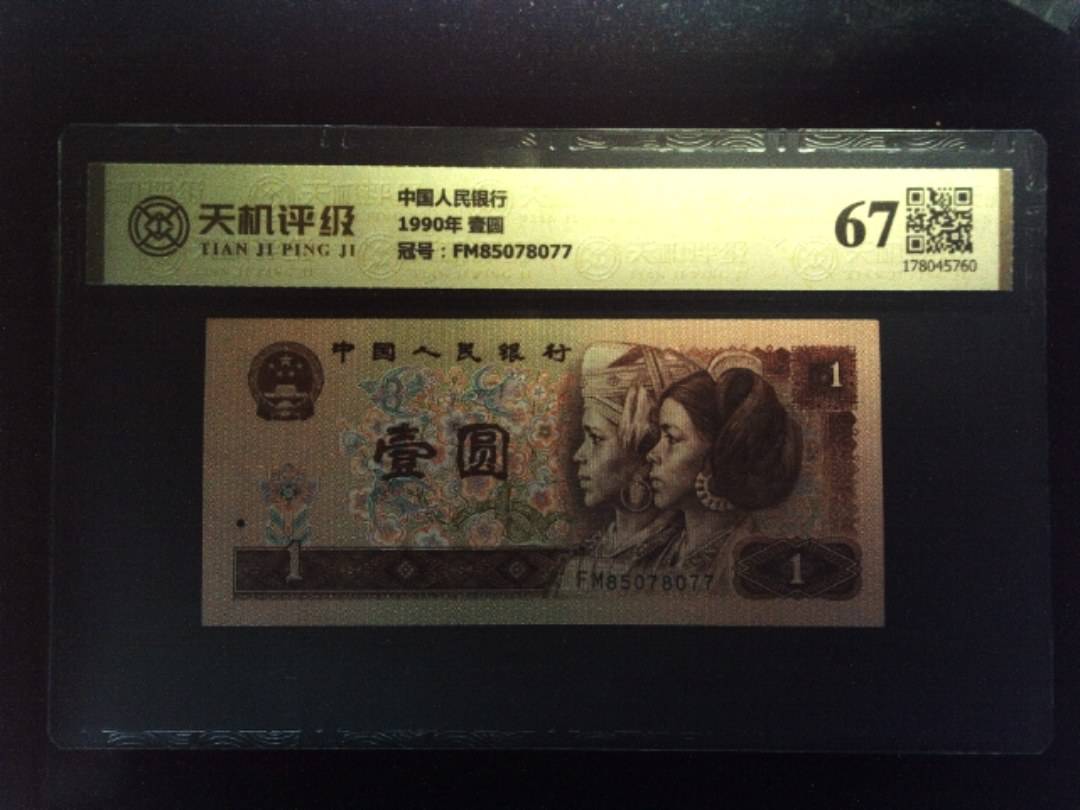 天机评级
TIAN JI PING JI
中国人民银行
1990年 壹圆
冠号：FM85078077
67
178045760
中国人民银行
1
壹圆
1
FM85078077
1